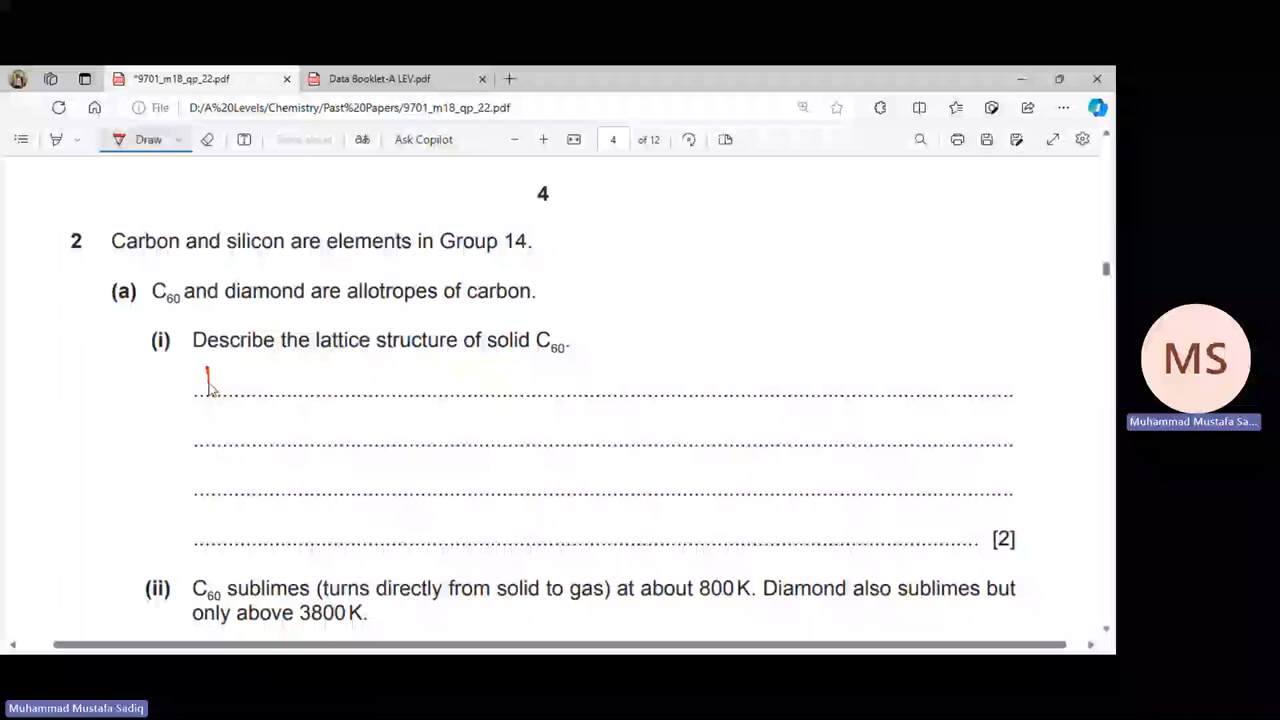 *9701_m18_qp_22.pdf
Data Booklet-A LEV.pdf
File
D:/A%20Levels/Chemistry/Past%20Papers/9701_m18_qp_22.pdf
Draw
Ask Copilot
4
of 12
4
2 Carbon and silicon are elements in Group 14.
(a) C60 and diamond are allotropes of carbon.
(i) Describe the lattice structure of solid C60.
[2]
(ii) C60 sublimes (turns directly from solid to gas) at about 800 K. Diamond also sublimes but
only above 3800 K.
MS
Muhammad Mustafa Sa...
Muhammad Mustafa Sadiq